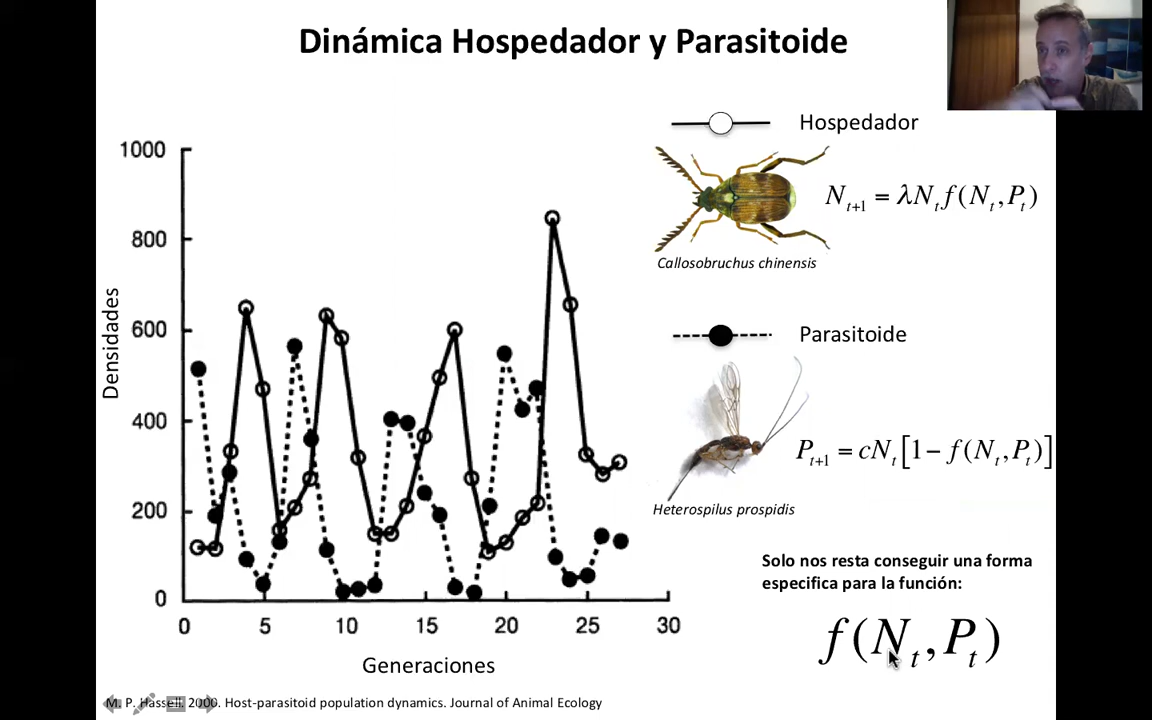 Dinámica Hospedador y Parasitoide
Hospedador
N_{t+1} = λN_t f(N_t, P_t)
Callosobruchus chinensis
Parasitoide
P_{t+1} = cN_t [1 − f(N_t, P_t)]
Heterospilus prospidis
Solo nos resta conseguir una forma
especifica para la función:
f(N_t, P_t)
Densidades
1000
800
600
400
200
0
0 5 10 15 20 25 30
Generaciones
M. P. Hassell. 2000. Host-parasitoid population dynamics. Journal of Animal Ecology